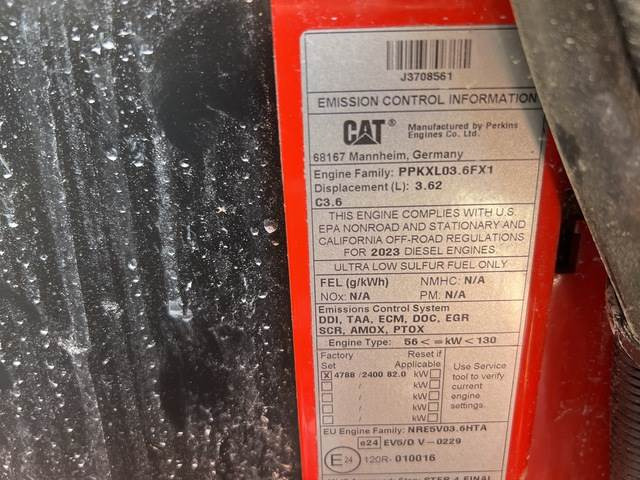 J3708561
EMISSION CONTROL INFORMATION
CAT® Manufactured by Perkins
Engines Co. Ltd.
68167 Mannheim, Germany
Engine Family: PPKXL03.6FX1
Displacement (L): 3.62
C3.6
THIS ENGINE COMPLIES WITH U.S.
EPA NONROAD AND STATIONARY AND
CALIFORNIA OFF-ROAD REGULATIONS
FOR 2023 DIESEL ENGINES.
ULTRA LOW SULFUR FUEL ONLY
FEL (g/kWh) NMHC: N/A
NOx: N/A PM: N/A
Emissions Control System
DDI, TAA, ECM, DOC, EGR
SCR, AMOX, PTOX
Engine Type: 56 < = kW < 130
Factory Reset if
Set Applicable
X 4788 / 2400 82.0 kW
/ kW
/ kW
/ kW
/ kW
Use Service
tool to verify
current
engine
settings.
EU Engine Family: NRE5V03.6HTA
e24 EV5/D V-0229
E 24 120R- 010016